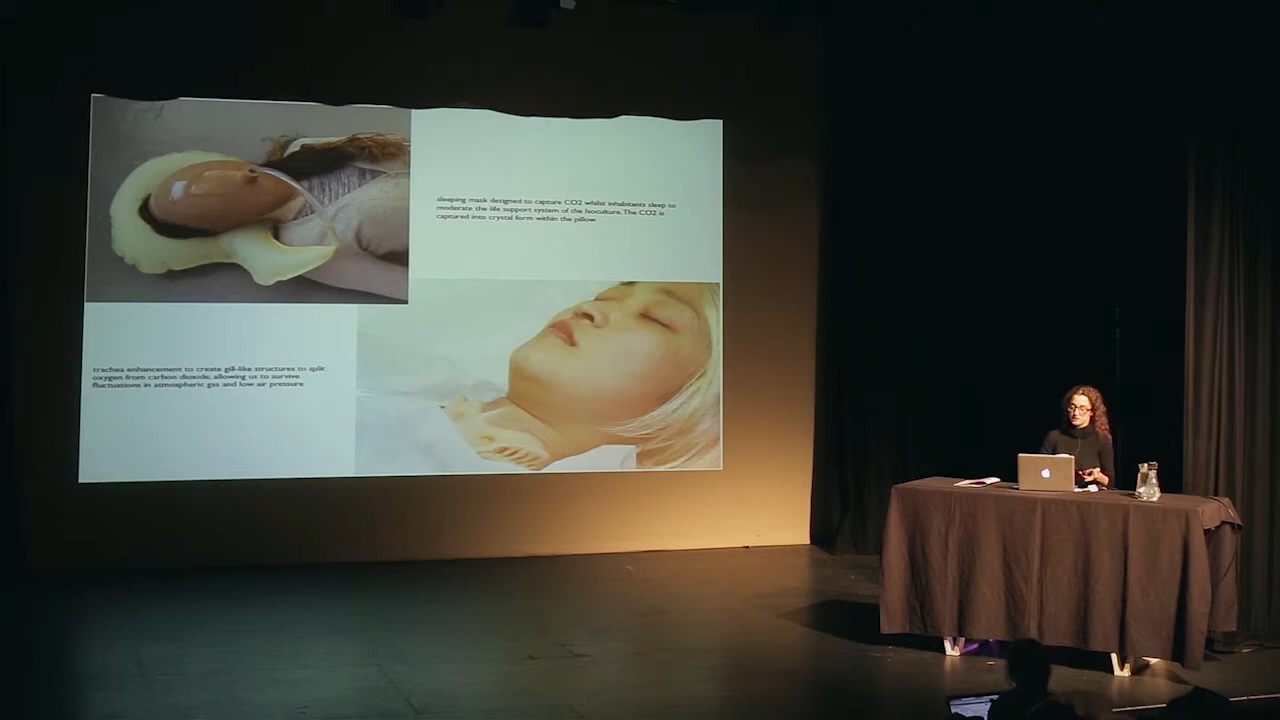 sleeping mask designed to capture CO2 whilst inhabitants sleep to
moderate the life support system of the Isoculture. The CO2 is
captured into crystal form within the pillow
trachea enhancement to create gill-like structures to split
oxygen from carbon dioxide, allowing us to survive
fluctuations in atmospheric gas and low air pressure